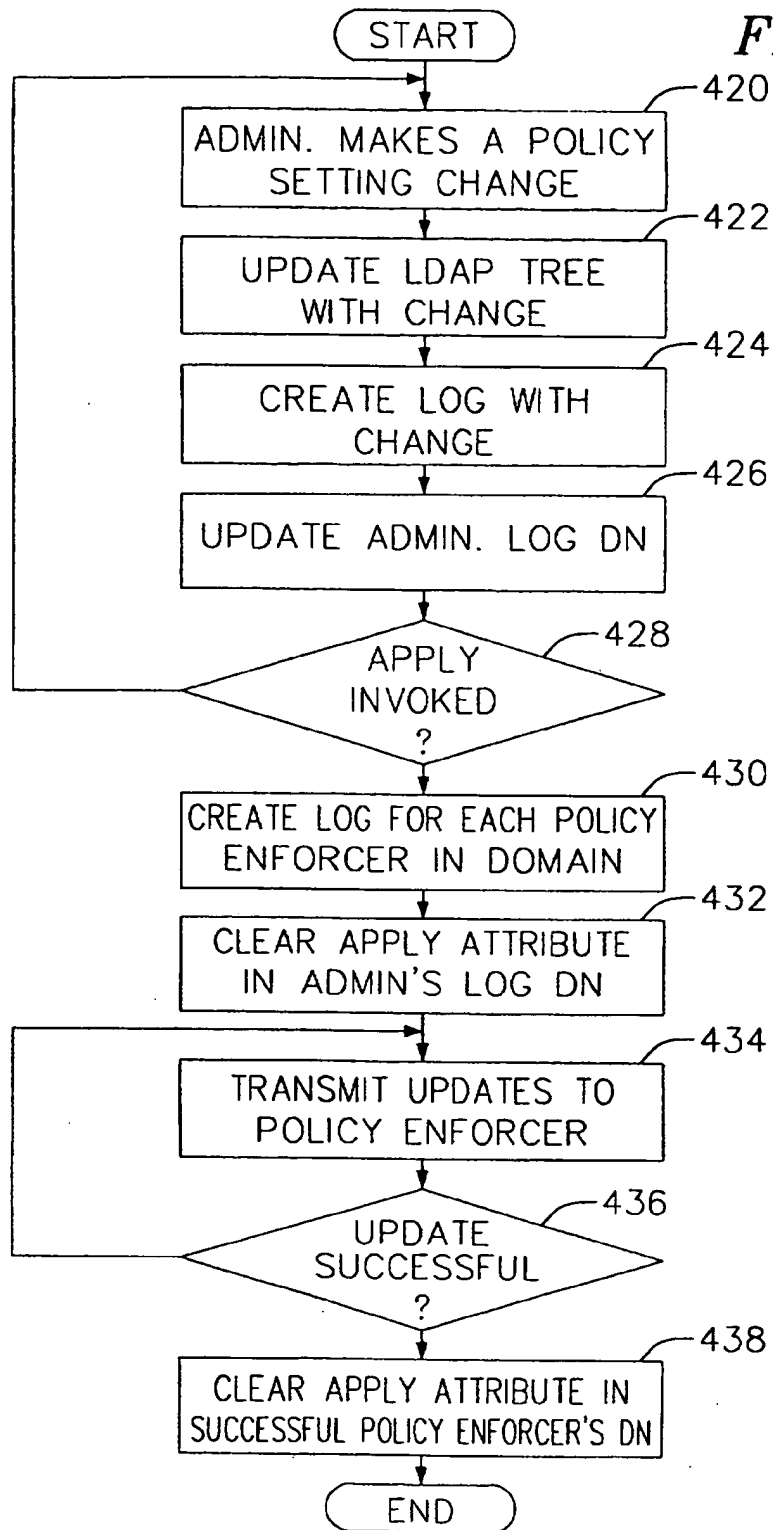 START
F
420
ADMIN. MAKES A POLICY
SETTING CHANGE
422
UPDATE LDAP TREE
WITH CHANGE
424
CREATE LOG WITH
CHANGE
426
UPDATE ADMIN. LOG DN
428
APPLY
INVOKED
?
430
CREATE LOG FOR EACH POLICY
ENFORCER IN DOMAIN
432
CLEAR APPLY ATTRIBUTE
IN ADMIN'S LOG DN
434
TRANSMIT UPDATES TO
POLICY ENFORCER
436
UPDATE
SUCCESSFUL
?
438
CLEAR APPLY ATTRIBUTE IN
SUCCESSFUL POLICY ENFORCER'S DN
END